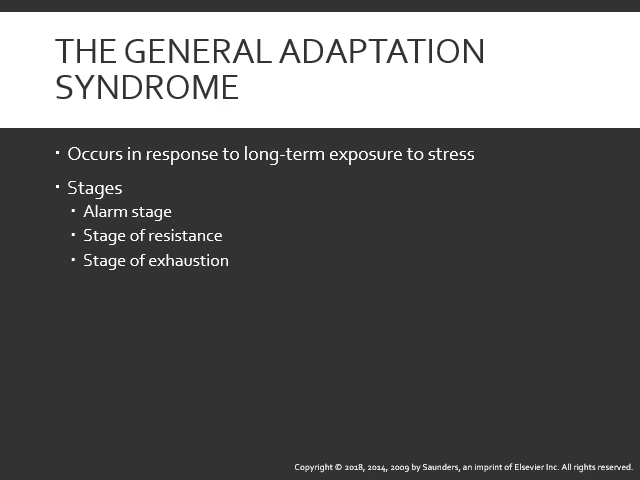 THE GENERAL ADAPTATION
SYNDROME
▪ Occurs in response to long-term exposure to stress
▪ Stages
▪ Alarm stage
▪ Stage of resistance
▪ Stage of exhaustion
Copyright © 2018, 2014, 2009 by Saunders, an imprint of Elsevier Inc. All rights reserved.